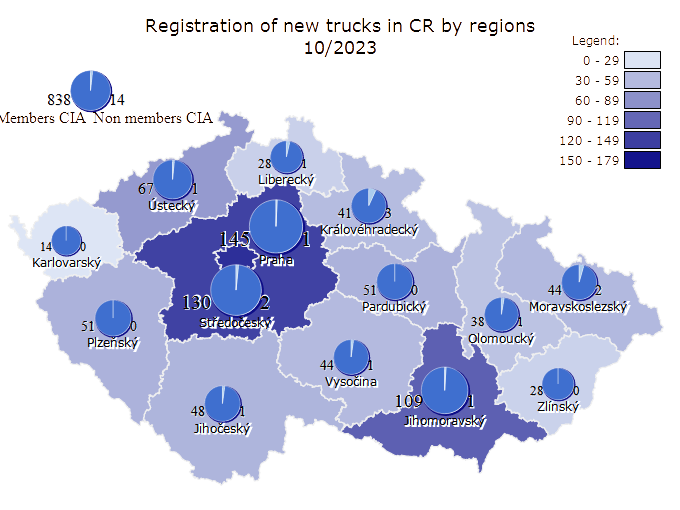 Registration of new trucks in CR by regions
10/2023
Legend:
0 - 29
30 - 59
60 - 89
90 - 119
120 - 149
150 - 179
838 14
Members CIA Non members CIA
28 1
Liberecký
67 1
Ústecký
41 3
Královéhradecký
145 1
Praha
14 0
Karlovarský
130 2
Středočeský
51 0
Pardubický
44 2
Moravskoslezský
51 0
Plzeňský
38 1
Olomoucký
44 1
Vysočina
28 0
Zlínský
109 1
Jihomoravský
48 1
Jihočeský